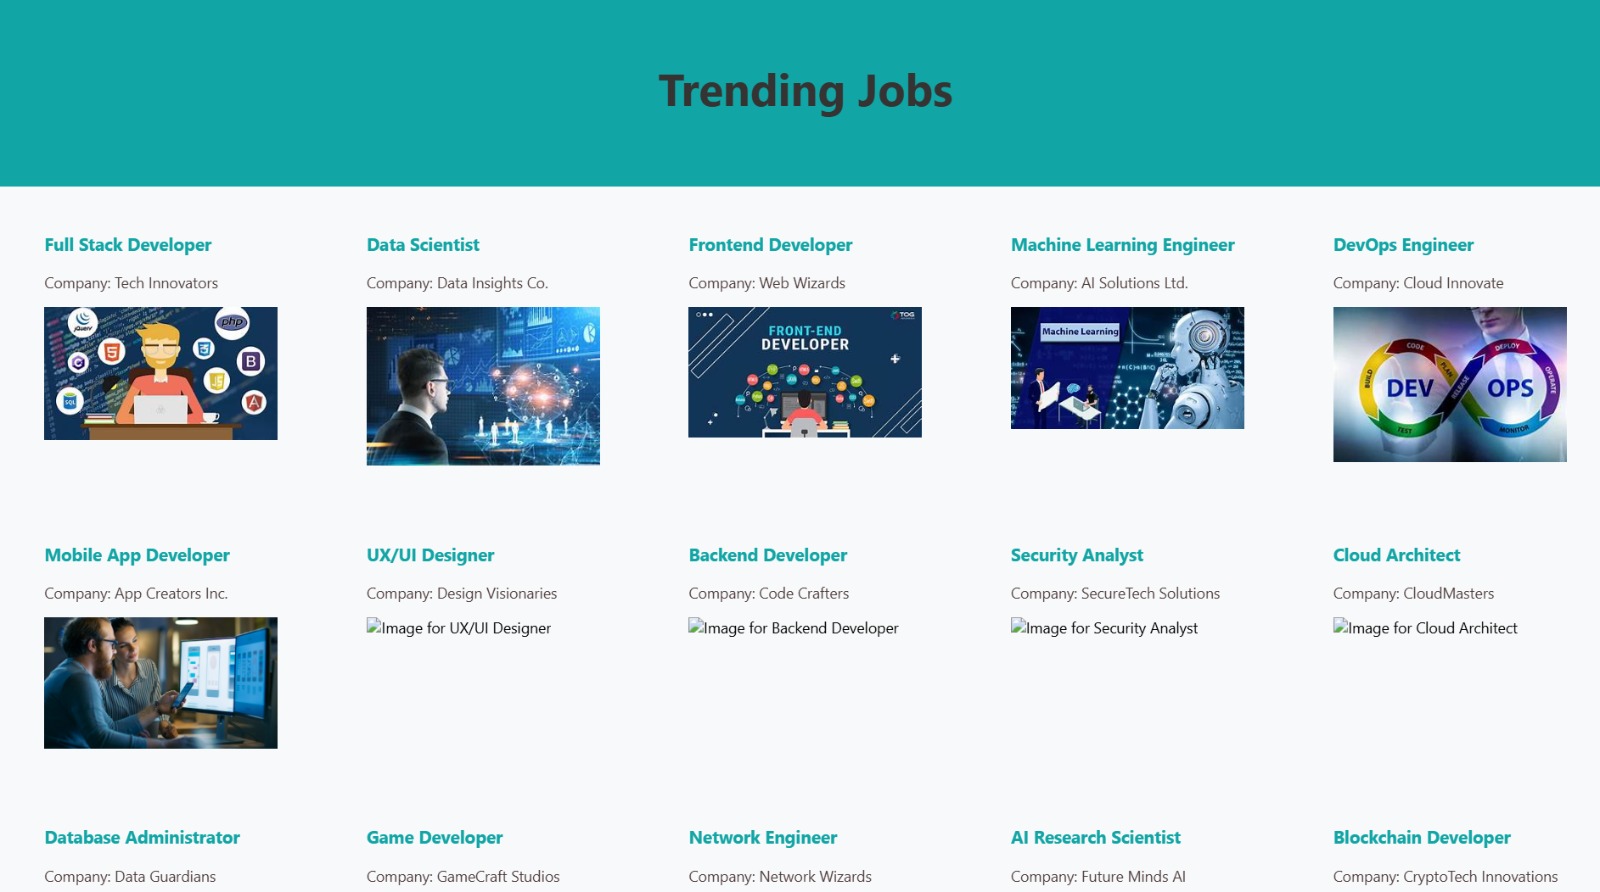 Trending Jobs
Full Stack Developer
Company: Tech Innovators
jQuery
php
SQL
JS
B
Data Scientist
Company: Data Insights Co.
Frontend Developer
Company: Web Wizards
TOG
FRONT-END
DEVELOPER
Machine Learning Engineer
Company: AI Solutions Ltd.
Machine Learning
DevOps Engineer
Company: Cloud Innovate
CODE
DEPLOY
BUILD
PLAN
RELEASE
OPERATE
DEV
OPS
TEST
MONITOR
Mobile App Developer
Company: App Creators Inc.
UX/UI Designer
Company: Design Visionaries
Image for UX/UI Designer
Backend Developer
Company: Code Crafters
Image for Backend Developer
Security Analyst
Company: SecureTech Solutions
Image for Security Analyst
Cloud Architect
Company: CloudMasters
Image for Cloud Architect
Database Administrator
Company: Data Guardians
Game Developer
Company: GameCraft Studios
Network Engineer
Company: Network Wizards
AI Research Scientist
Company: Future Minds AI
Blockchain Developer
Company: CryptoTech Innovations